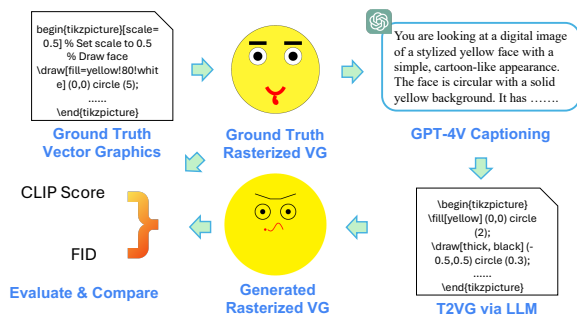 begin{tikzpicture}[scale=
0.5] % Set scale to 0.5
% Draw face
\draw[fill=yellow!80!whit
e] (0,0) circle (5);
......
\end{tikzpicture}
Ground Truth
Vector Graphics
Ground Truth
Rasterized VG
You are looking at a digital image
of a stylized yellow face with a
simple, cartoon-like appearance.
The face is circular with a solid
yellow background. It has …….
GPT-4V Captioning
\begin{tikzpicture}
\fill[yellow] (0,0) circle
(2);
\draw[thick, black] (-
0.5,0.5) circle (0.3);
......
\end{tikzpicture}
T2VG via LLM
Generated
Rasterized VG
CLIP Score
FID
Evaluate & Compare